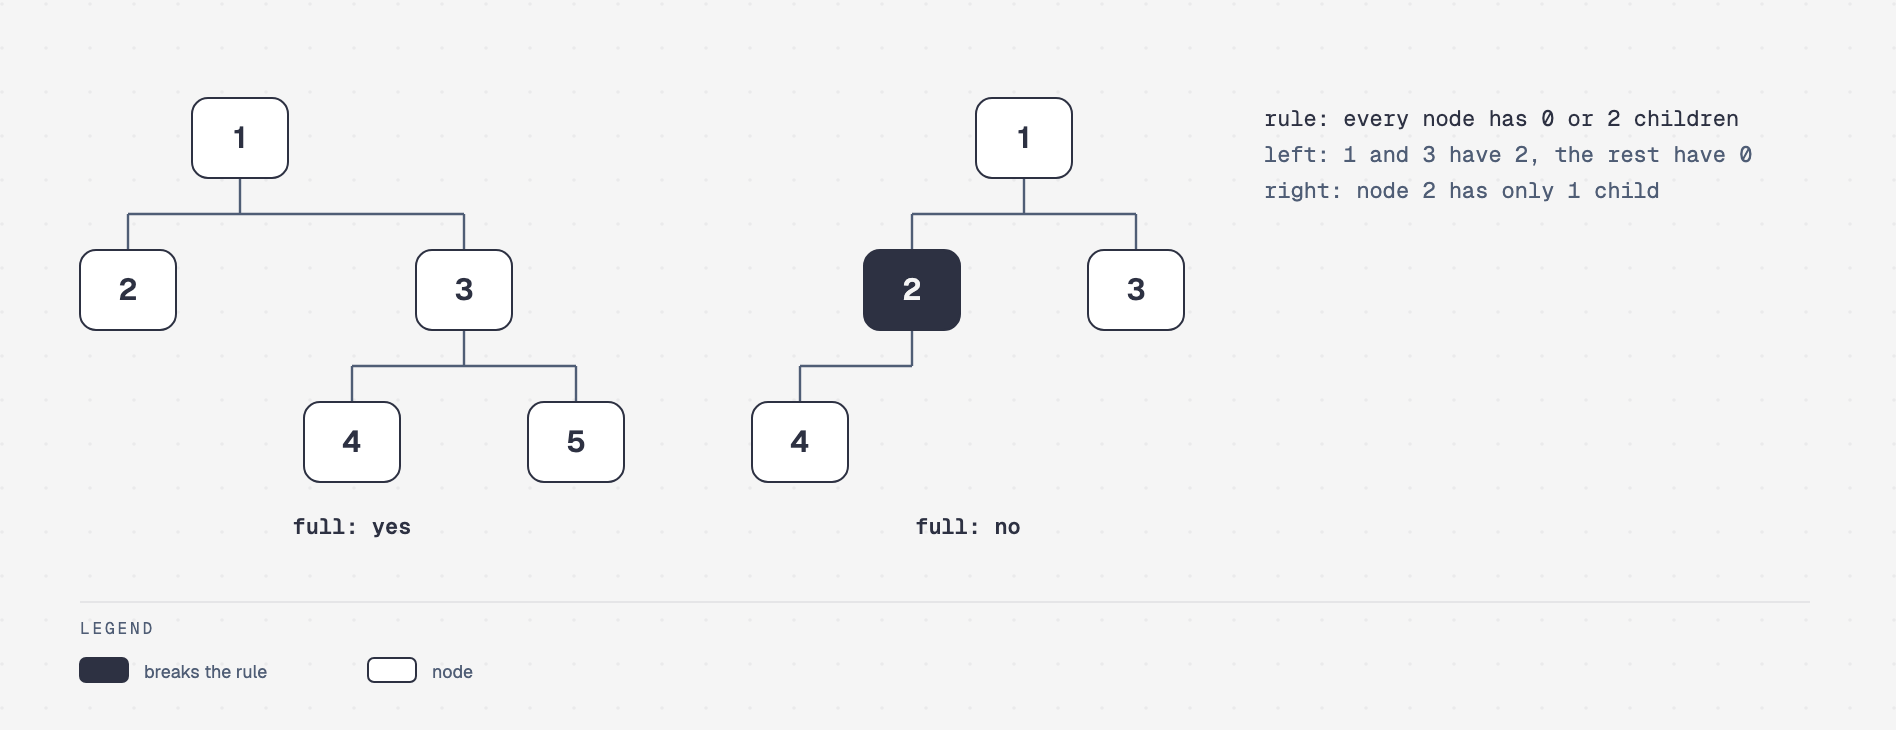 1
2
3
4
5
full: yes
1
2
3
4
full: no
rule: every node has 0 or 2 children
left: 1 and 3 have 2, the rest have 0
right: node 2 has only 1 child
LEGEND
breaks the rule
node